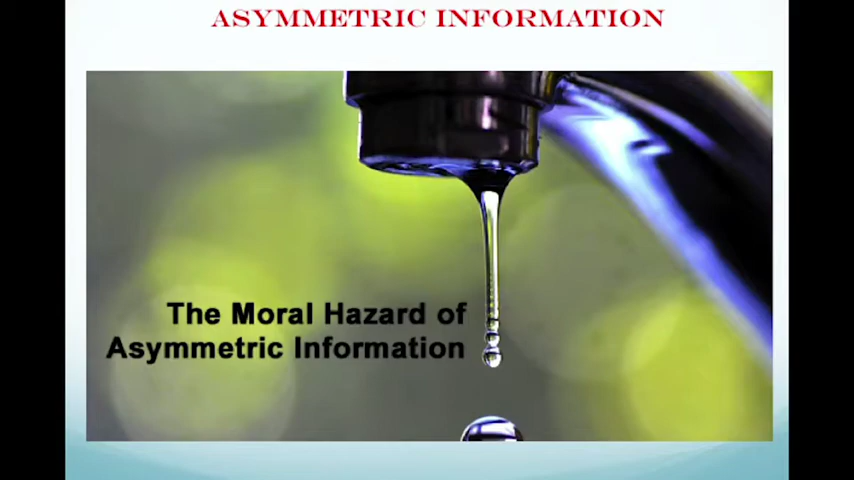 ASYMMETRIC INFORMATION
The Moral Hazard of
Asymmetric Information